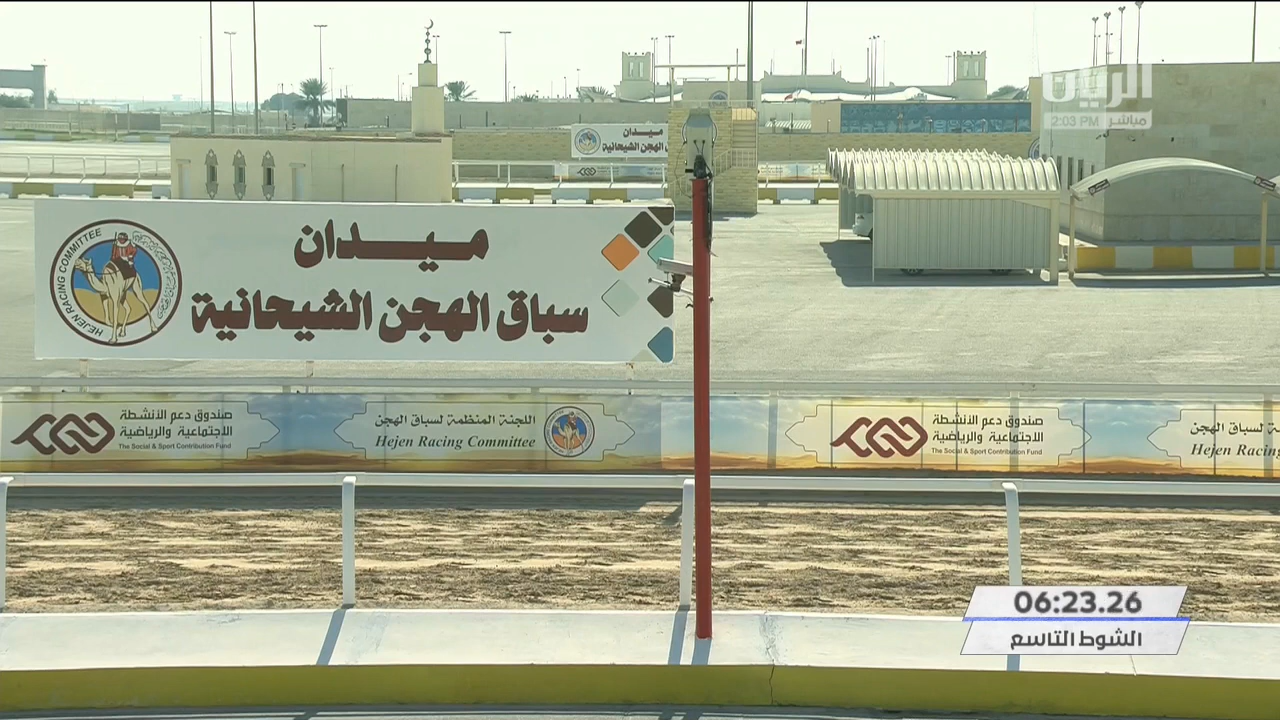 الريان
2:03 PM مباشر
ميدان
الهجن الشيحانية
HEJEN RACING COMMITTEE
ميدان
سباق الهجن الشيحانية
صندوق دعم الأنشطة
الاجتماعية والرياضية
The Social & Sport Contribution Fund
اللجنة المنظمة لسباق الهجن
Hejen Racing Committee
صندوق دعم الأنشطة
الاجتماعية والرياضية
The Social & Sport Contribution Fund
لسباق الهجن
Hejen Racing
06:23.26
الشوط التاسع